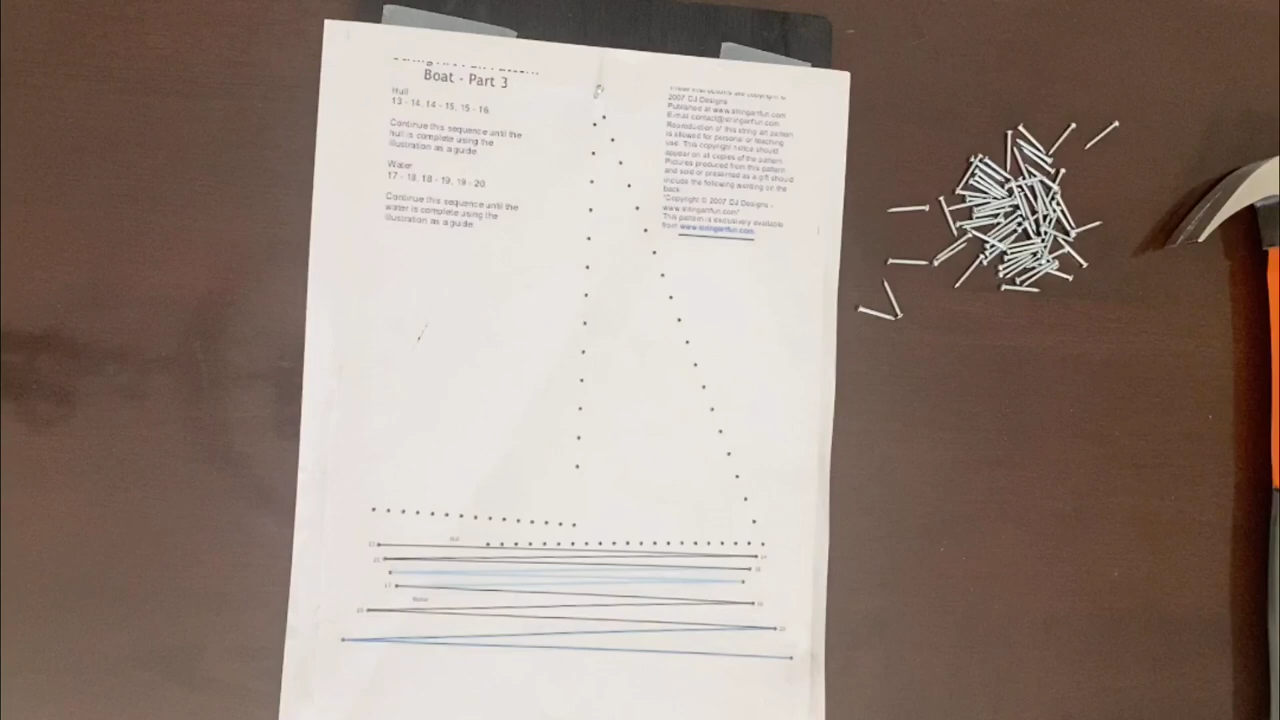 Boat - Part 3
Hull
13 - 14, 14 - 15, 15 - 16.
Continue this sequence until the
hull is complete using the
illustration as a guide.
Water
17 - 18, 18 - 19, 19 - 20.
Continue this sequence until the
water is complete using the
illustration as a guide.
2007 DJ Designs
Published at www.stringartfun.com
E-mail contact@stringartfun.com
Reproduction of this string art pattern
is allowed for personal or teaching
use. This copyright notice should
appear on all copies of the pattern.
Pictures produced from this pattern
and sold or presented as a gift should
include the following wording on the
back.
"Copyright © 2007 DJ Designs -
www.stringartfun.com"
This pattern is exclusively available
from www.stringartfun.com.
Hull
Water